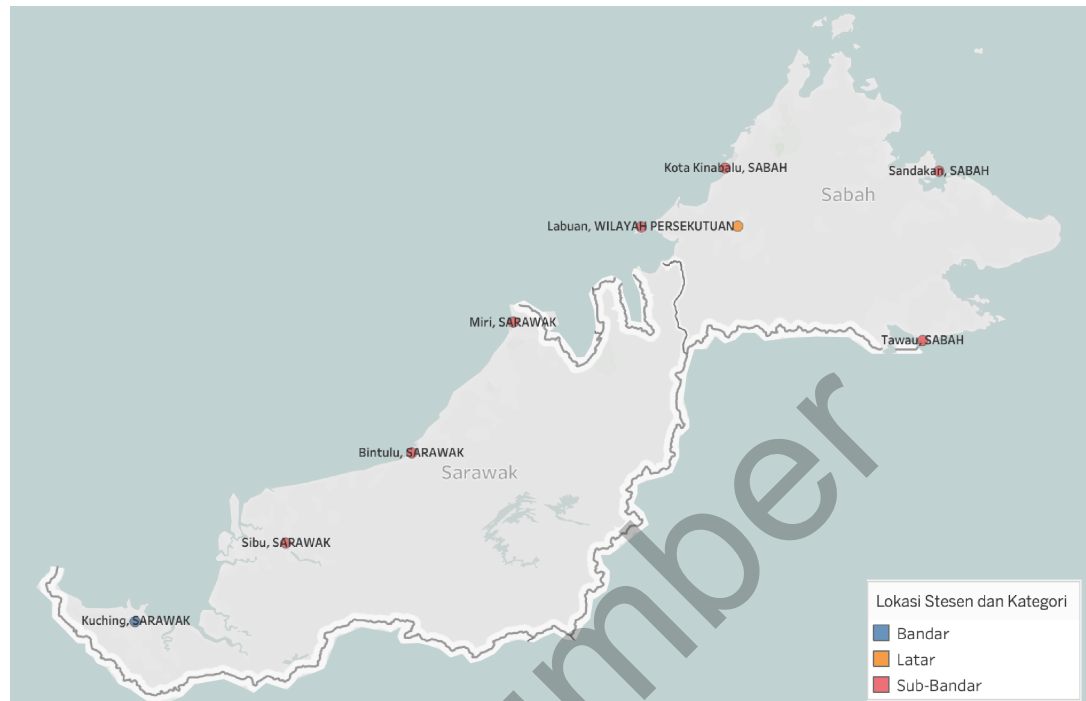 Kota Kinabalu, SABAH
Sandakan, SABAH
Sabah
Labuan, WILAYAH PERSEKUTUAN
Miri, SARAWAK
Tawau, SABAH
Bintulu, SARAWAK
Sarawak
Sibu, SARAWAK
Kuching, SARAWAK
mber
Lokasi Stesen dan Kategori
Bandar
Latar
Sub-Bandar